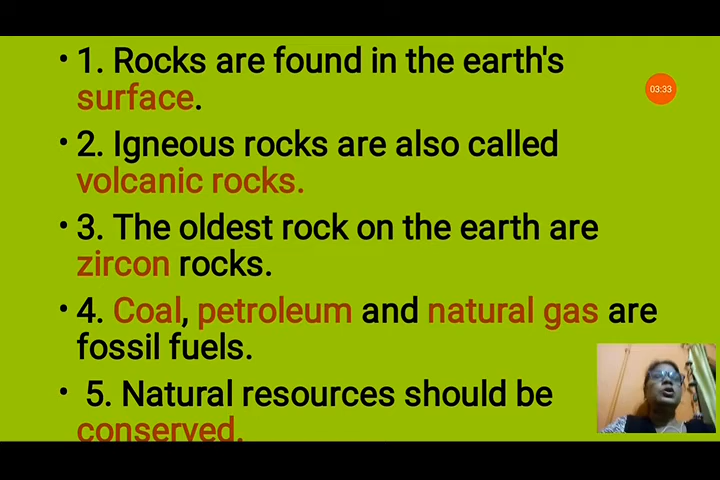 • 1. Rocks are found in the earth's
surface.
03:33
• 2. Igneous rocks are also called
volcanic rocks.
• 3. The oldest rock on the earth are
zircon rocks.
• 4. Coal, petroleum and natural gas are
fossil fuels.
• 5. Natural resources should be
conserved.